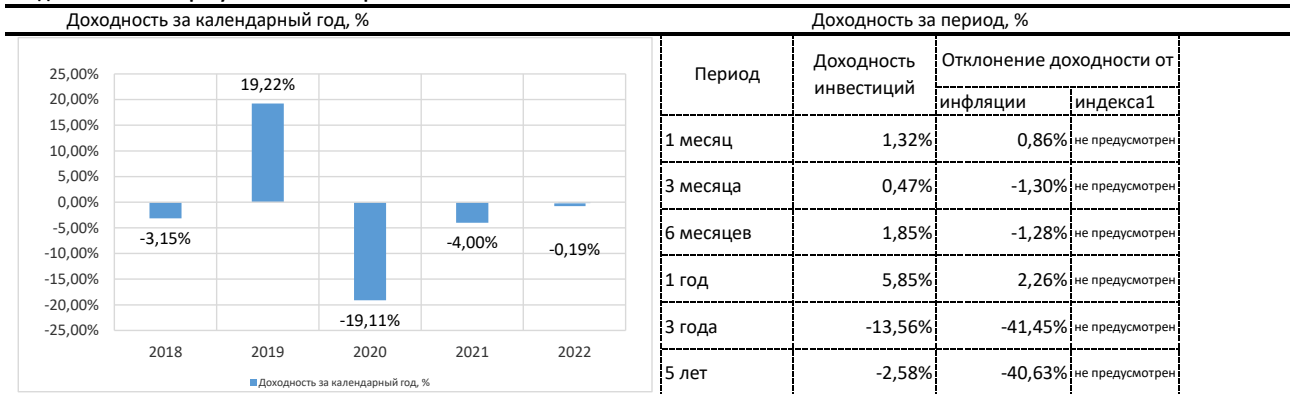 Доходность за календарный год, %
Доходность за период, %
25,00%
20,00%
15,00%
10,00%
5,00%
0,00%
-5,00%
-10,00%
-15,00%
-20,00%
-25,00%
-3,15%
19,22%
-19,11%
-4,00%
-0,19%
2018 2019 2020 2021 2022
Доходность за календарный год, %
Период Доходность инвестиций Отклонение доходности от
инфляции индекса1
1 месяц 1,32% 0,86% не предусмотрен
3 месяца 0,47% -1,30% не предусмотрен
6 месяцев 1,85% -1,28% не предусмотрен
1 год 5,85% 2,26% не предусмотрен
3 года -13,56% -41,45% не предусмотрен
5 лет -2,58% -40,63% не предусмотрен